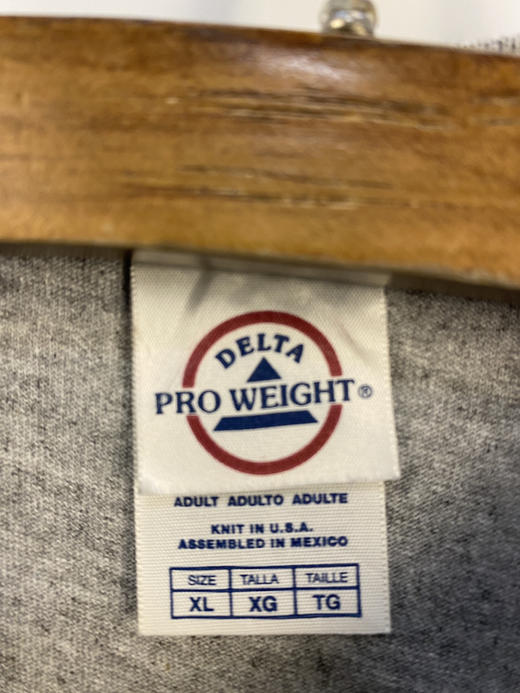 DELTA
PRO WEIGHT®
ADULT ADULTO ADULTE
KNIT IN U.S.A.
ASSEMBLED IN MEXICO
SIZE TALLA TAILLE
XL XG TG